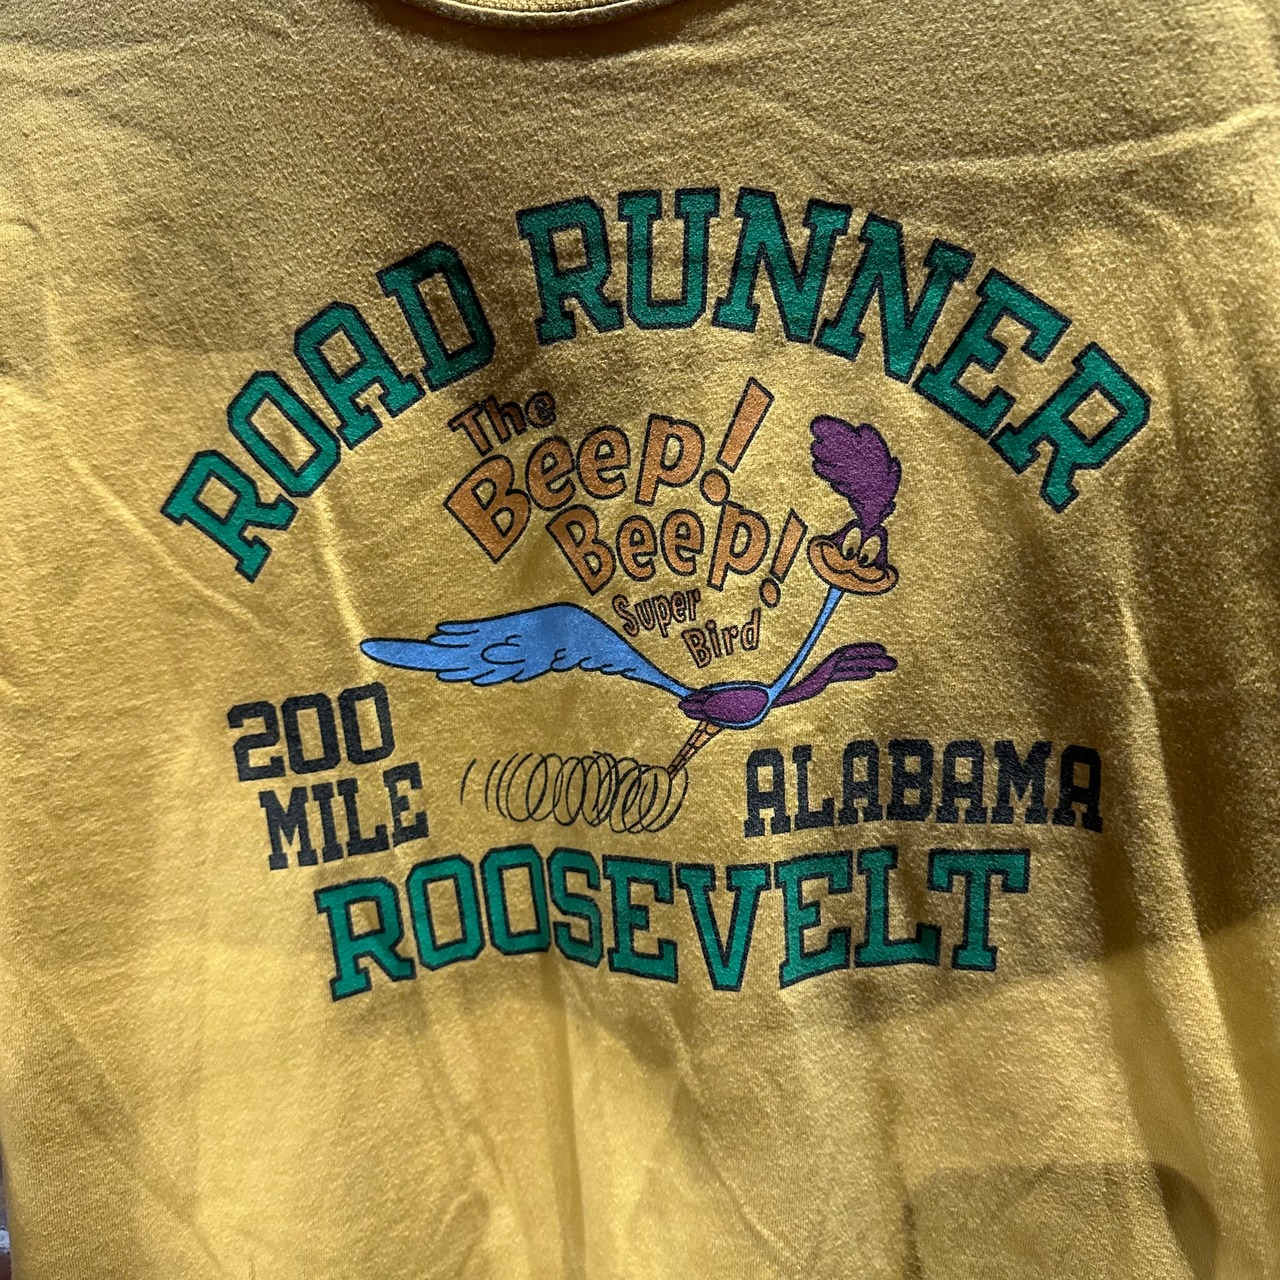 ROAD RUNNER
The
Beep!
Beep!
Super
Bird
200
MILE
ALABAMA
ROOSEVELT